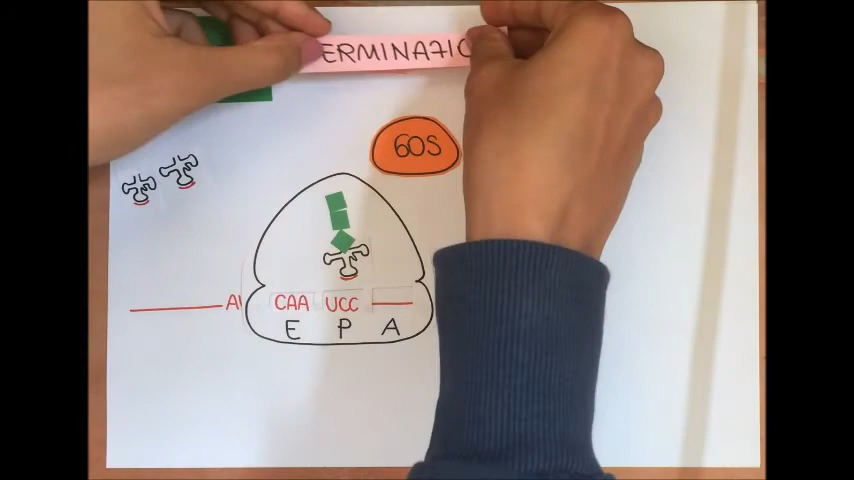 ERMINATIO
60S
A
CAA UCC
E P A